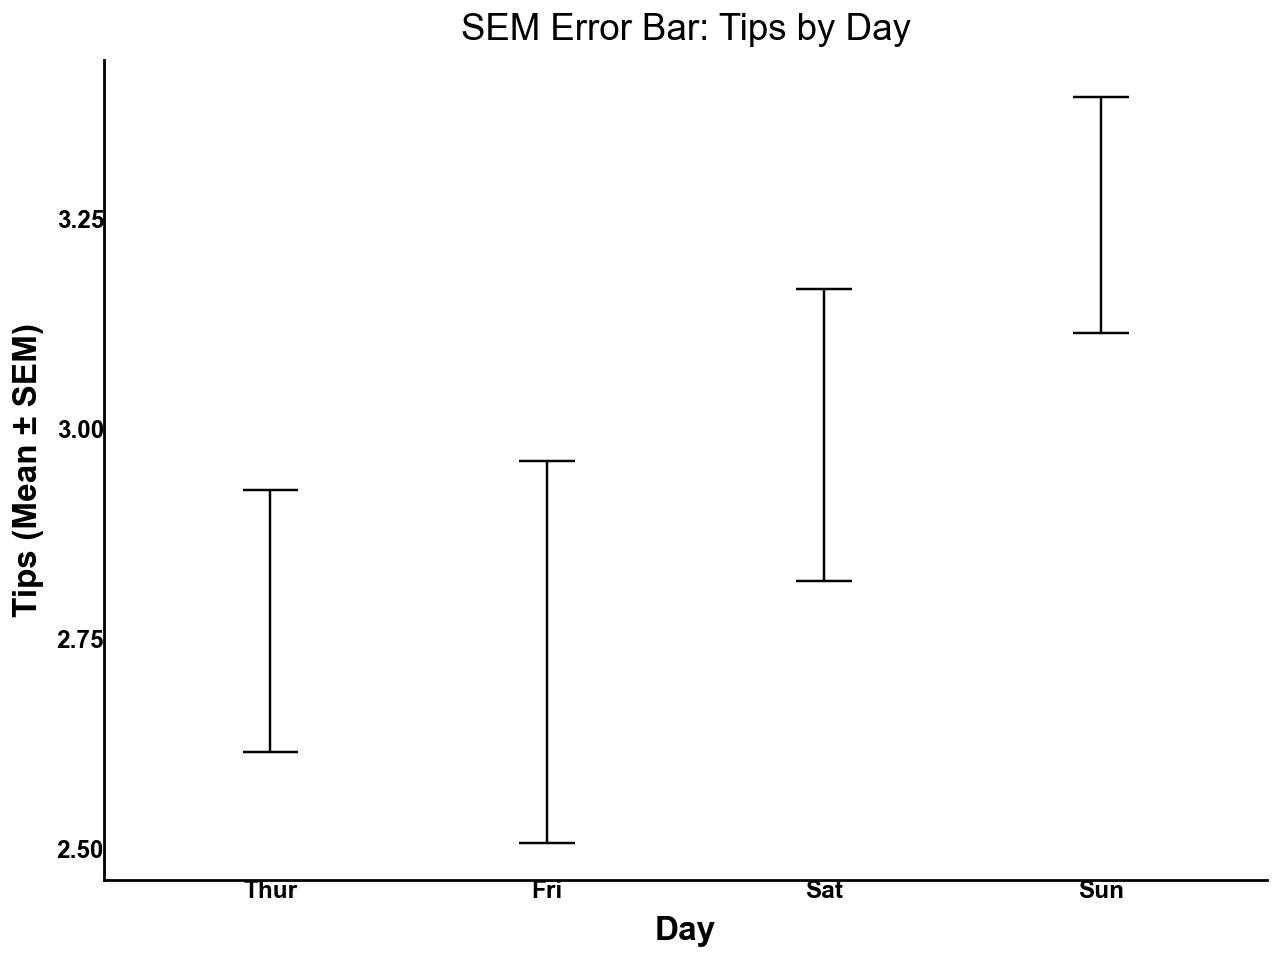 SEM Error Bar: Tips by Day
Tips (Mean ± SEM)
3.25
3.00
2.75
2.50
Thur Fri Sat Sun
Day